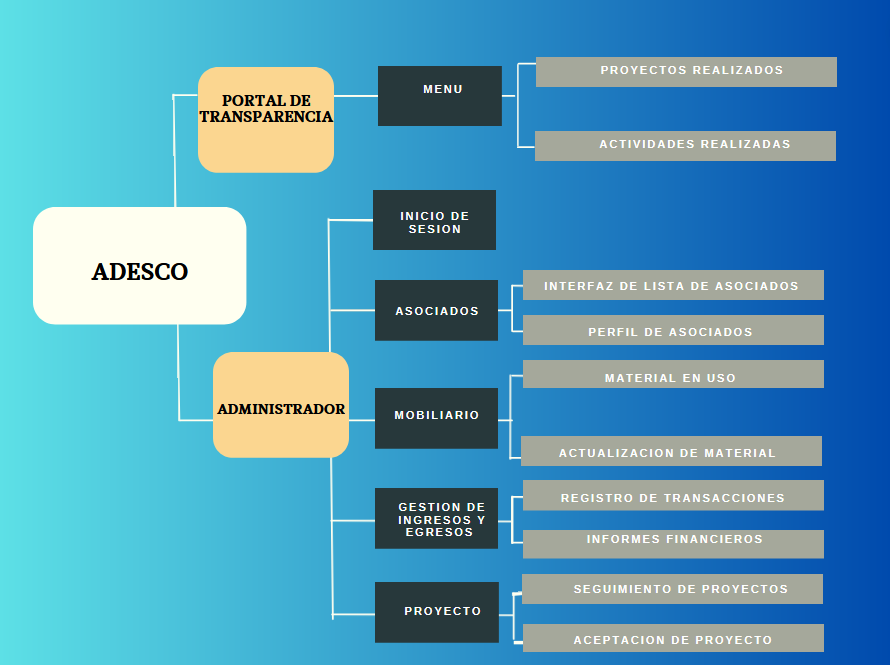 PORTAL DE
TRANSPARENCIA
MENU
PROYECTOS REALIZADOS
ACTIVIDADES REALIZADAS
ADESCO
INICIO DE
SESION
ASOCIADOS
INTERFAZ DE LISTA DE ASOCIADOS
PERFIL DE ASOCIADOS
ADMINISTRADOR
MOBILIARIO
MATERIAL EN USO
ACTUALIZACION DE MATERIAL
GESTION DE
INGRESOS Y
EGRESOS
REGISTRO DE TRANSACCIONES
INFORMES FINANCIEROS
PROYECTO
SEGUIMIENTO DE PROYECTOS
ACEPTACION DE PROYECTO